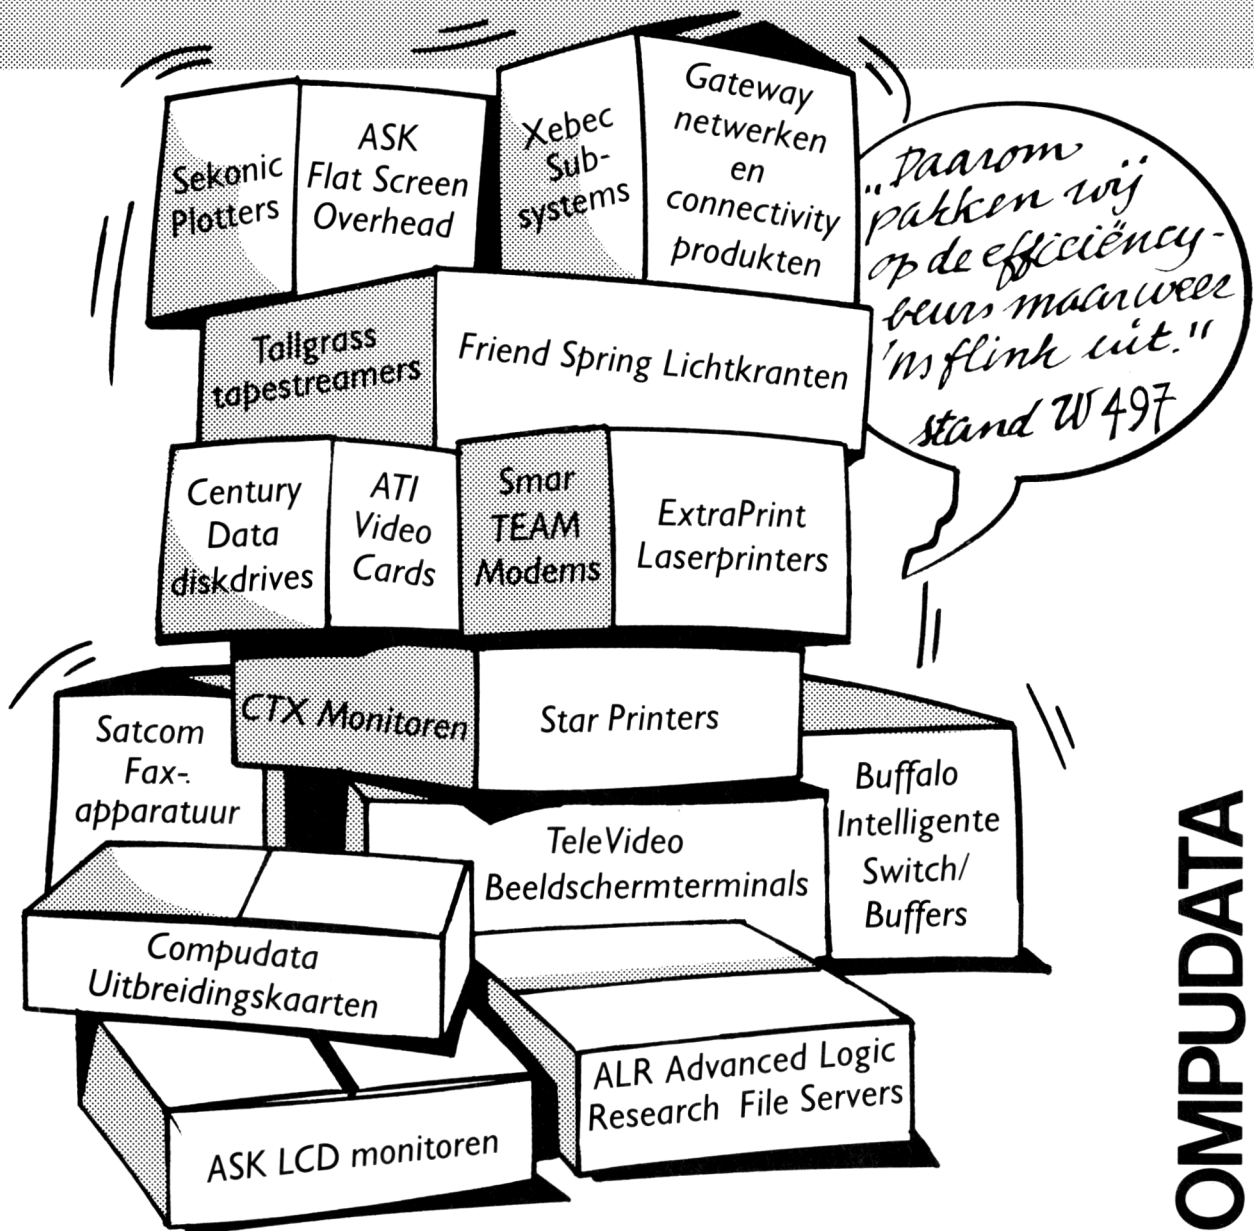 Sekonic
Plotters
ASK
Flat Screen
Overhead
Xebec
Sub-
systems
Gateway
netwerken
en
connectivity
produkten
„Daarom
pakken wij
op de efficiëncy-
beurs maar weer
'ns flink uit."
stand W 497
Tallgrass
tapestreamers
Friend Spring Lichtkranten
Century
Data
diskdrives
ATI
Video
Cards
Smar
TEAM
Modems
ExtraPrint
Laserprinters
CTX Monitoren
Star Printers
Satcom
Fax-
apparatuur
TeleVideo
Beeldschermterminals
Buffalo
Intelligente
Switch/
Buffers
Compudata
Uitbreidingskaarten
ALR Advanced Logic
Research File Servers
ASK LCD monitoren
OMPUDATA